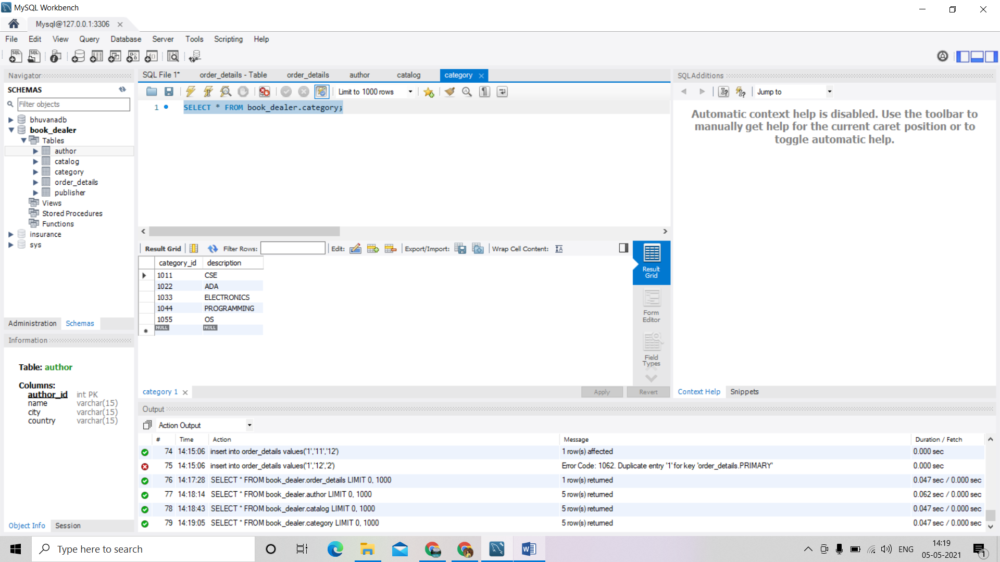 MySQL Workbench
Mysql@127.0.0.1:3306
File Edit View Query Database Server Tools Scripting Help
Navigator
SCHEMAS
Filter objects
bhuvanadb
book_dealer
Tables
author
catalog
category
order_details
publisher
Views
Stored Procedures
Functions
insurance
sys
Administration Schemas
Information
Table: author
Columns:
author_id int PK
name varchar(15)
city varchar(15)
country varchar(15)
Object Info Session
SQL File 1* order_details - Table order_details author catalog category
Limit to 1000 rows
1 SELECT * FROM book_dealer.category;
Result Grid Filter Rows: Edit: Export/Import: Wrap Cell Content:
category_id description
1011 CSE
1022 ADA
1033 ELECTRONICS
1044 PROGRAMMING
1055 OS
NULL NULL
Result
Grid
Form
Editor
Field
Types
category 1 Apply Revert
SQLAdditions
Jump to
Automatic context help is disabled. Use the toolbar to
manually get help for the current caret position or to
toggle automatic help.
Context Help Snippets
Output
Action Output
# Time Action Message Duration / Fetch
74 14:15:06 insert into order_details values('1','11','12') 1 row(s) affected 0.000 sec
75 14:15:06 insert into order_details values('1','12','2') Error Code: 1062. Duplicate entry '1' for key 'order_details.PRIMARY' 0.000 sec
76 14:17:28 SELECT * FROM book_dealer.order_details LIMIT 0, 1000 1 row(s) returned 0.047 sec / 0.000 sec
77 14:18:14 SELECT * FROM book_dealer.author LIMIT 0, 1000 5 row(s) returned 0.062 sec / 0.000 sec
78 14:18:43 SELECT * FROM book_dealer.catalog LIMIT 0, 1000 5 row(s) returned 0.047 sec / 0.000 sec
79 14:19:05 SELECT * FROM book_dealer.category LIMIT 0, 1000 5 row(s) returned 0.047 sec / 0.000 sec
Type here to search
ENG
14:19
05-05-2021
1